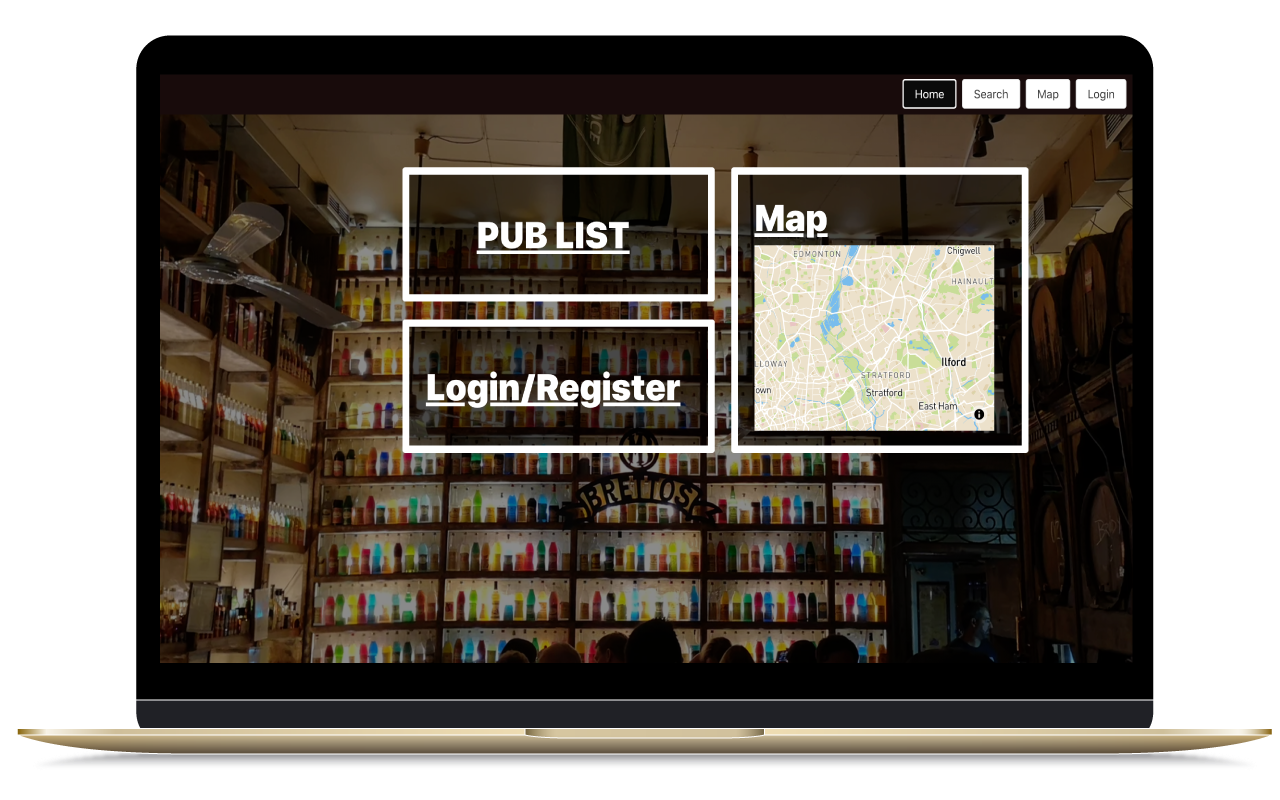 Home Search Map Login
PUB LIST
Login/Register
Map
EDMONTON
Chigwell
HAINAULT
LLOWAY
Ilford
STRATFORD
own
Stratford
East Ham
BRETTOS